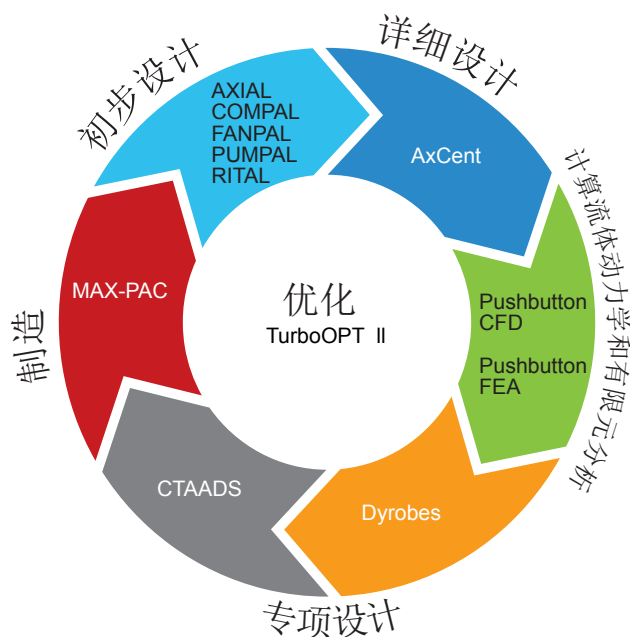 初步设计
AXIAL
COMPAL
FANPAL
PUMPAL
RITAL
详细设计
AxCent
计算流体动力学和有限元分析
Pushbutton
CFD
Pushbutton
FEA
专项设计
Dyrobes
CTAADS
制造
MAX-PAC
优化
TurboOPT II